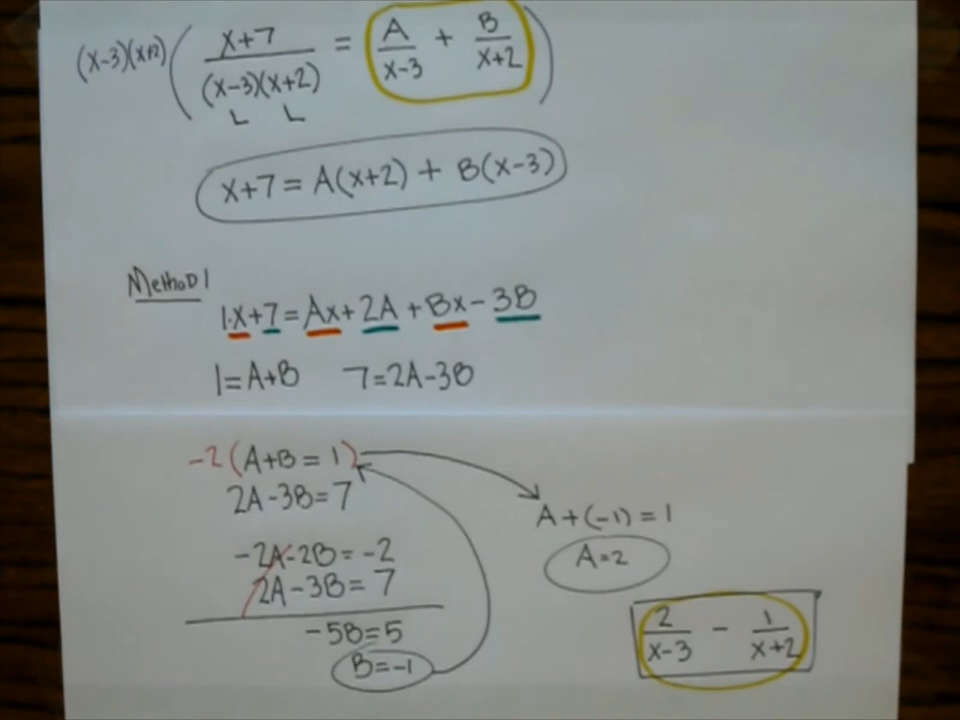 (x-3)(x+2) ( x+7 / (x-3)(x+2) = A / x-3 + B / x+2 )
L L
x+7 = A(x+2) + B(x-3)
Method 1
1·x+7 = Ax+2A + Bx-3B
1=A+B 7=2A-3B
-2(A+B=1)
2A-3B=7
A+(-1)=1
-2A-2B=-2
A=2
2A-3B=7
-5B=5
2 / x-3 - 1 / x+2
B=-1